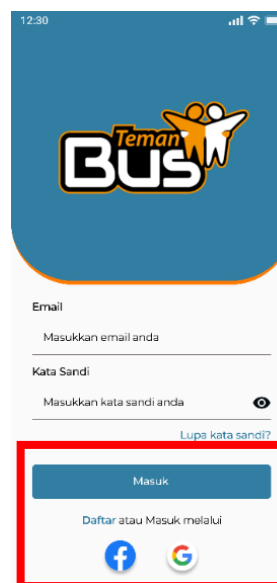 12:30
Teman
Bus
Email
Masukkan email anda
Kata Sandi
Masukkan kata sandi anda
Lupa kata sandi?
Masuk
Daftar atau Masuk melalui